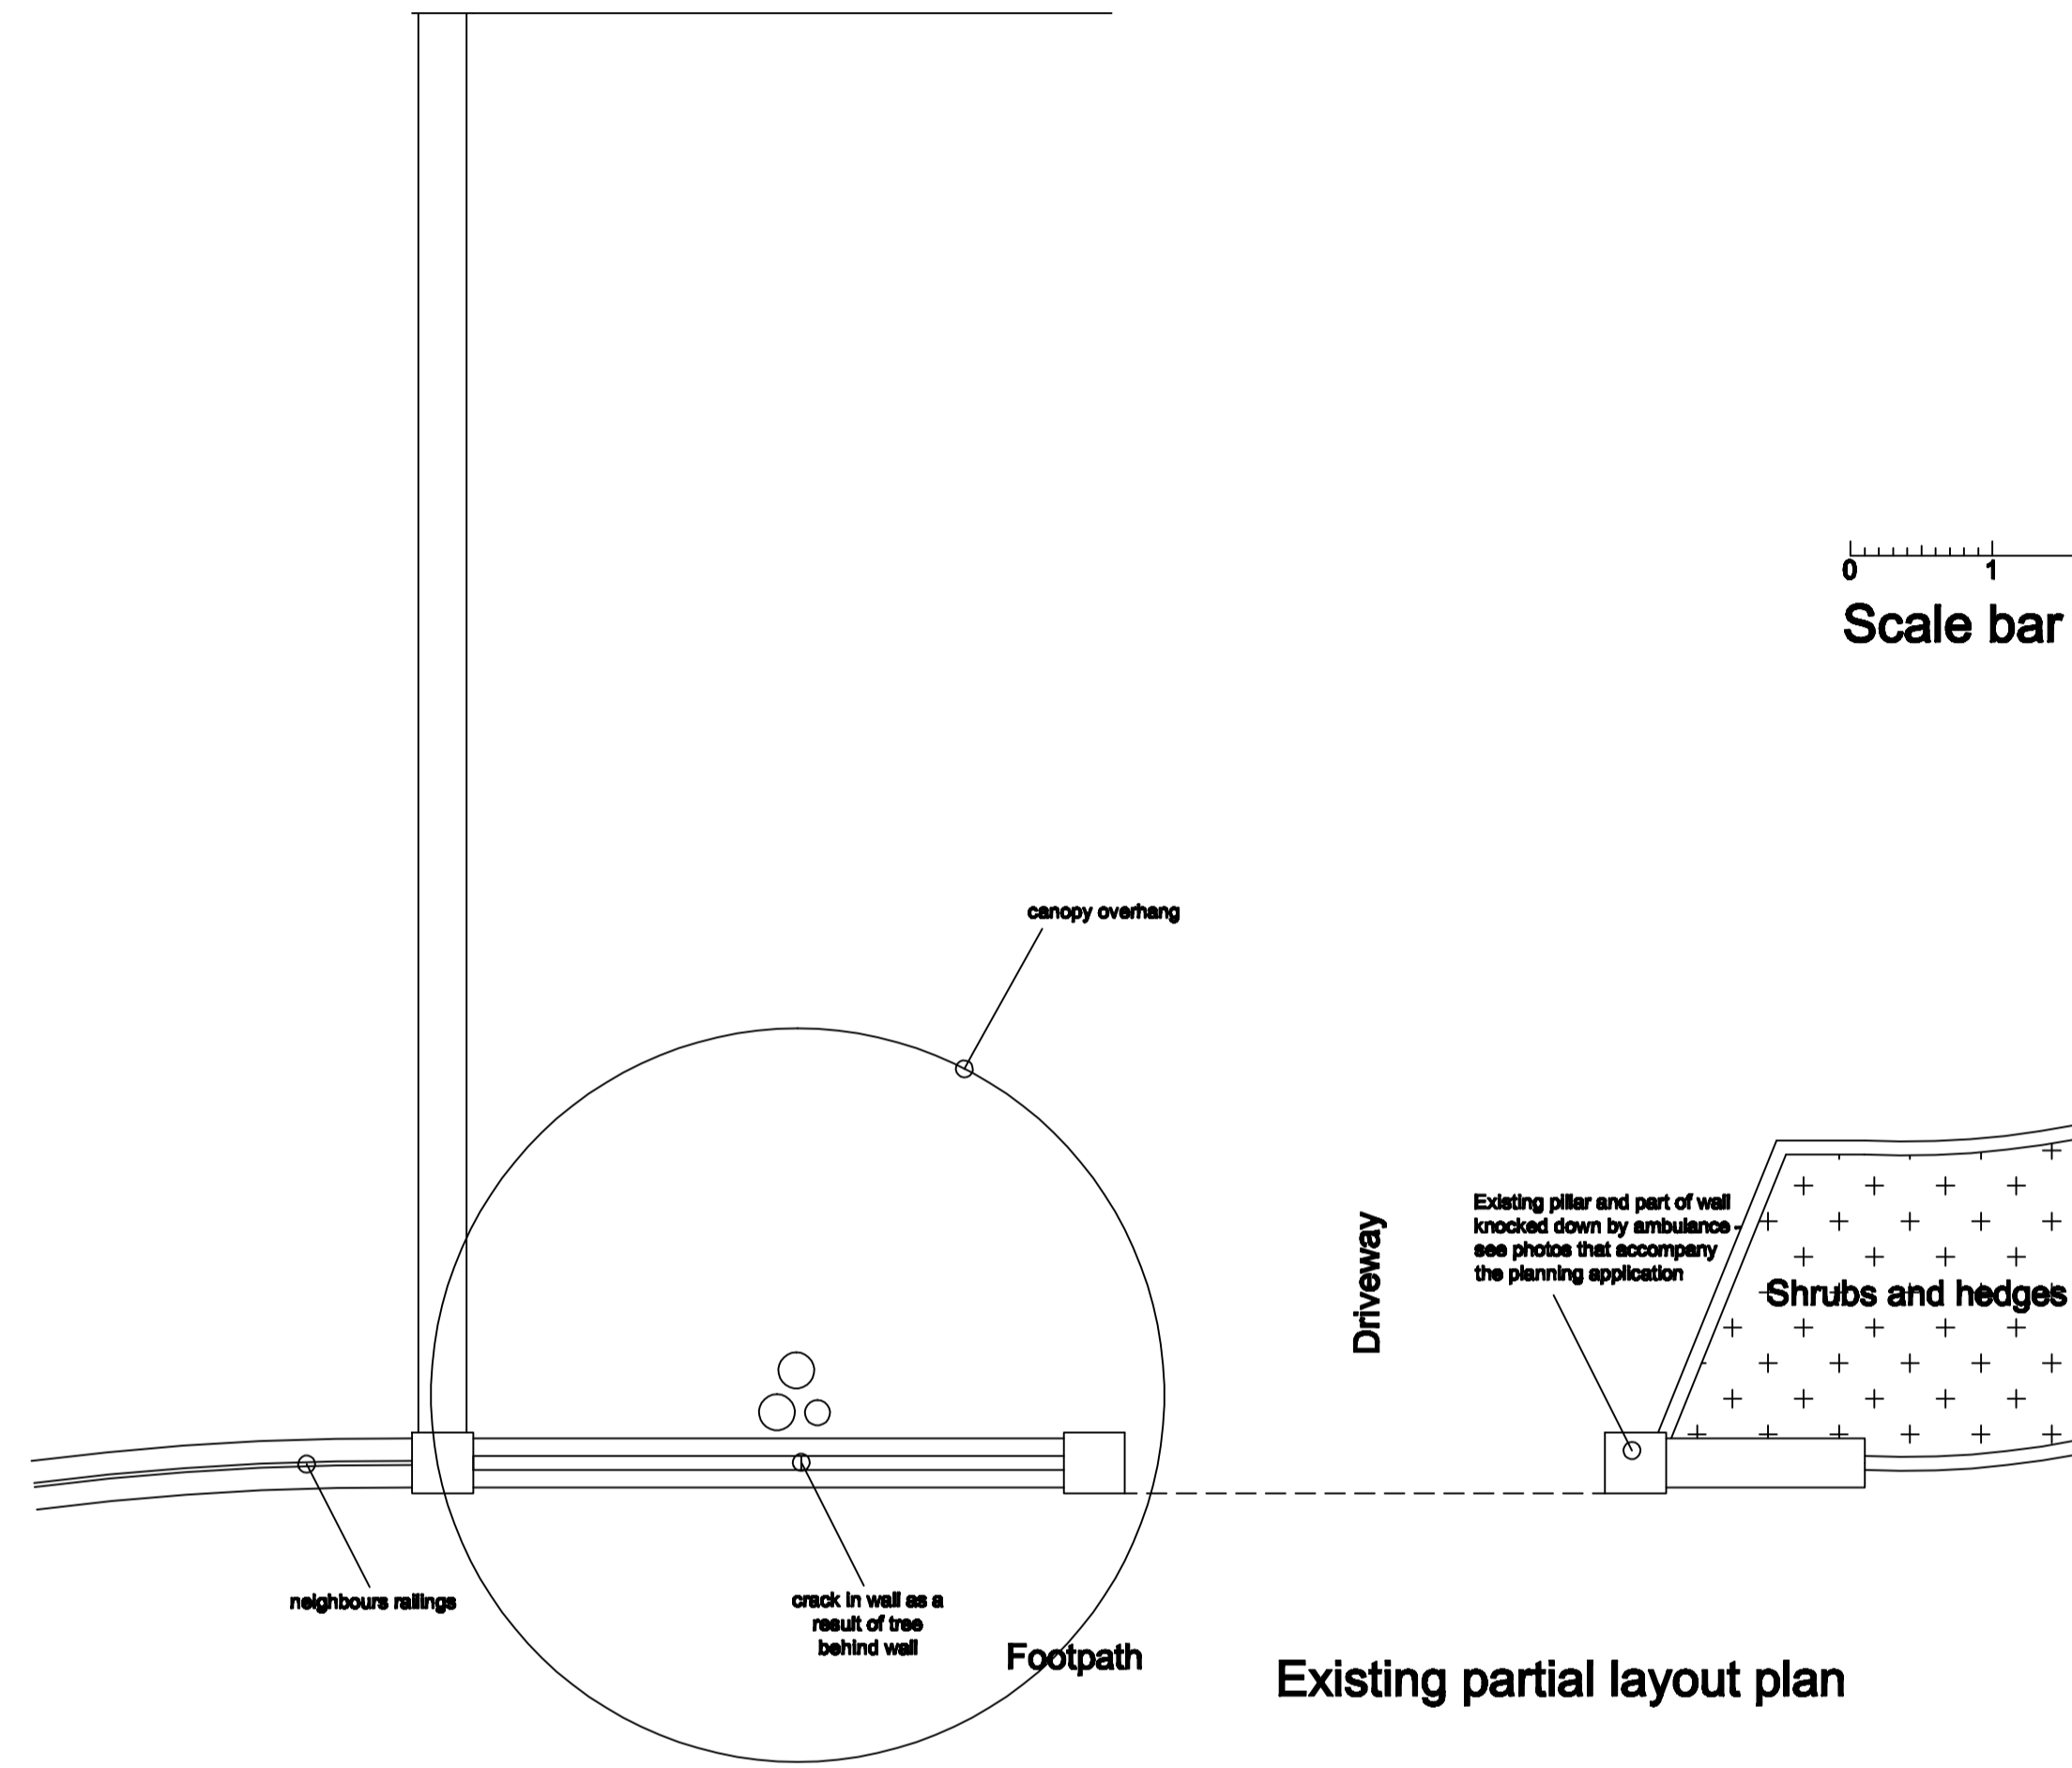 0 1
Scale bar
canopy overhang
Existing pillar and part of wall
knocked down by ambulance -
see photos that accompany
the planning application
Driveway
Shrubs and hedges
neighbours railings
crack in wall as a
result of tree
behind wall
Footpath
Existing partial layout plan